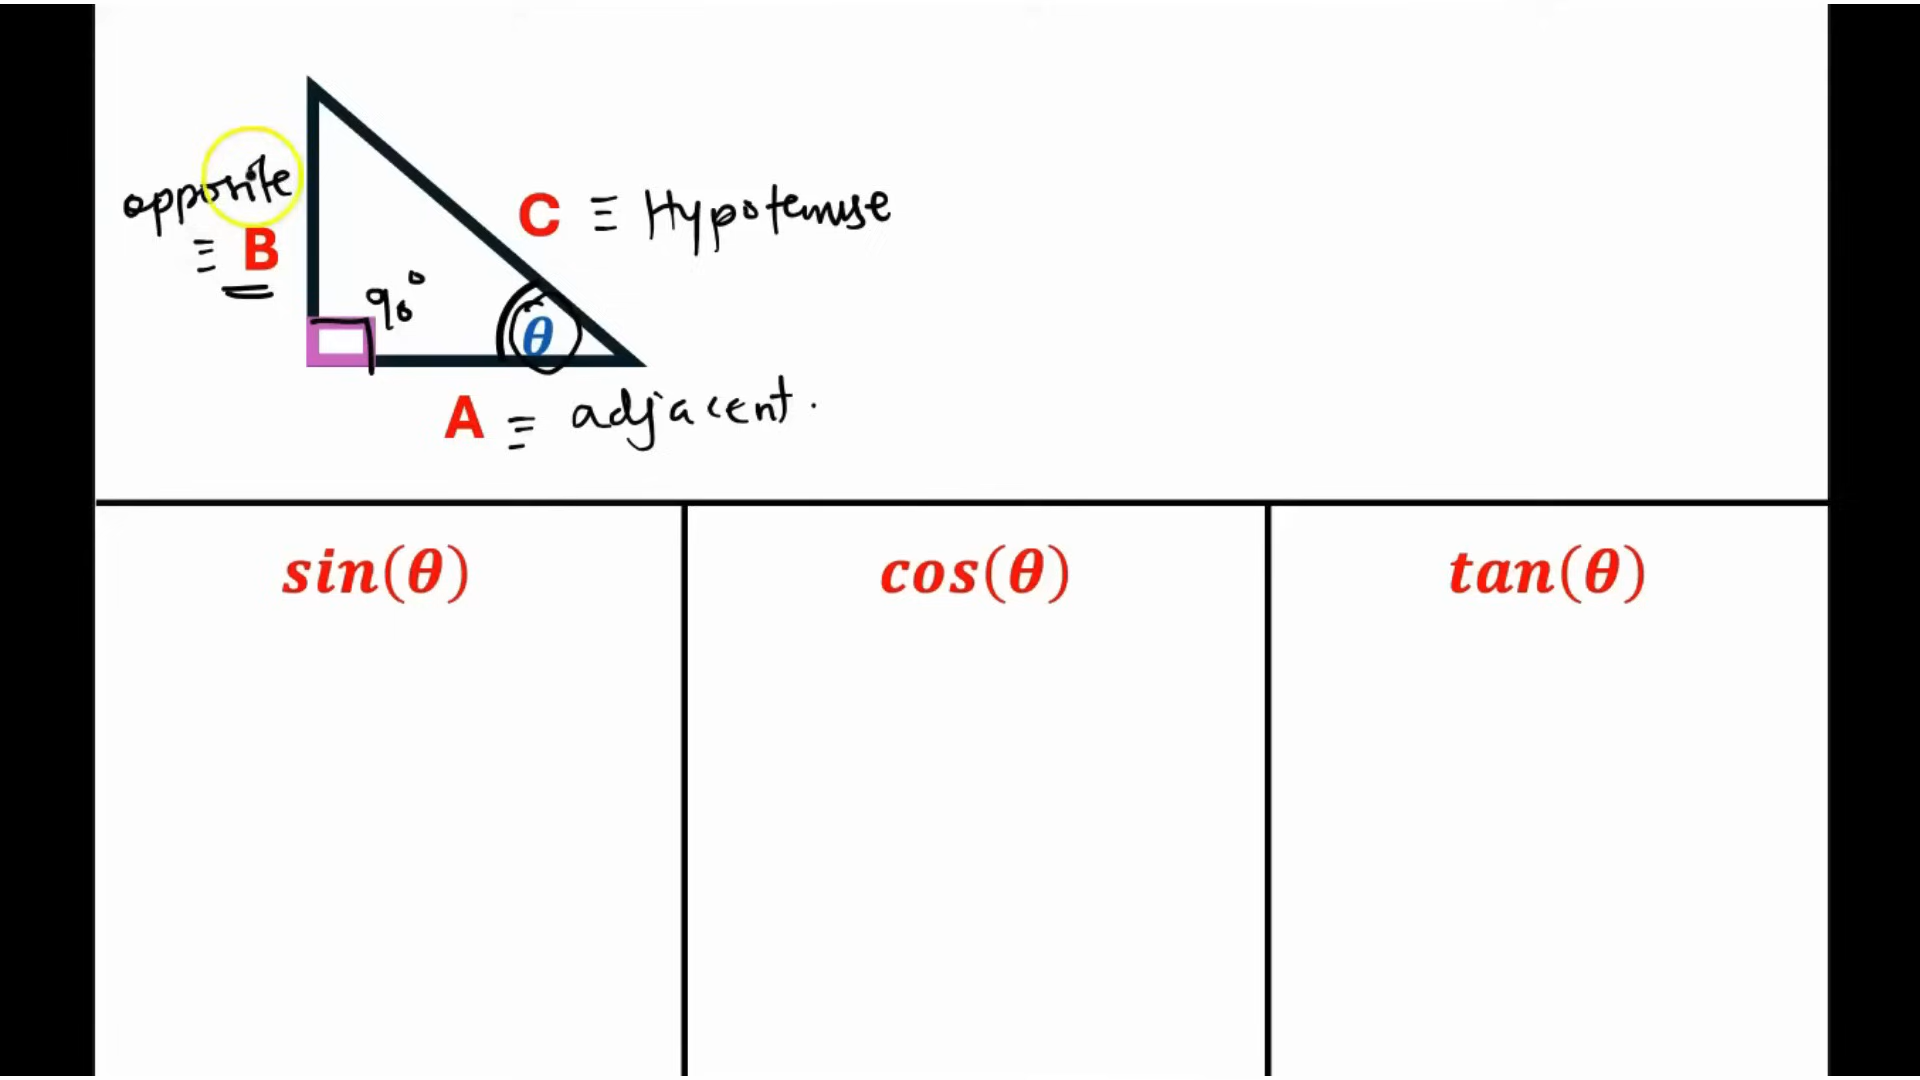 opposite
≡ B
C ≡ Hypotenuse
90°
θ
A ≡ adjacent.
sin(θ)
cos(θ)
tan(θ)